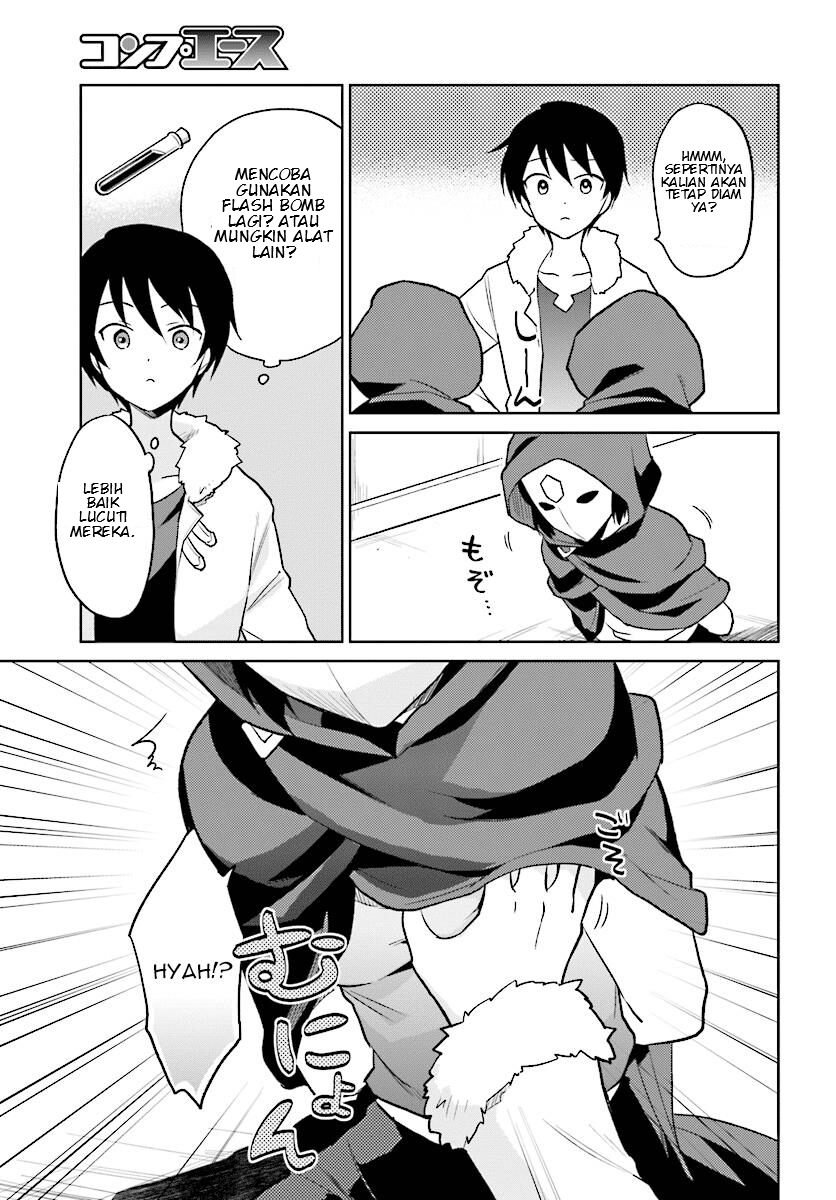 コンプ・エース
HMMM,
SEPERTINYA
KALIAN AKAN
TETAP DIAM
YA?
しーん
MENCOBA
GUNAKAN
FLASH BOMB
LAGI? ATAU
MUNGKIN ALAT
LAIN?
LEBIH
BAIK
LUCUTI
MEREKA.
もぞ…
HYAH!?
むにょん